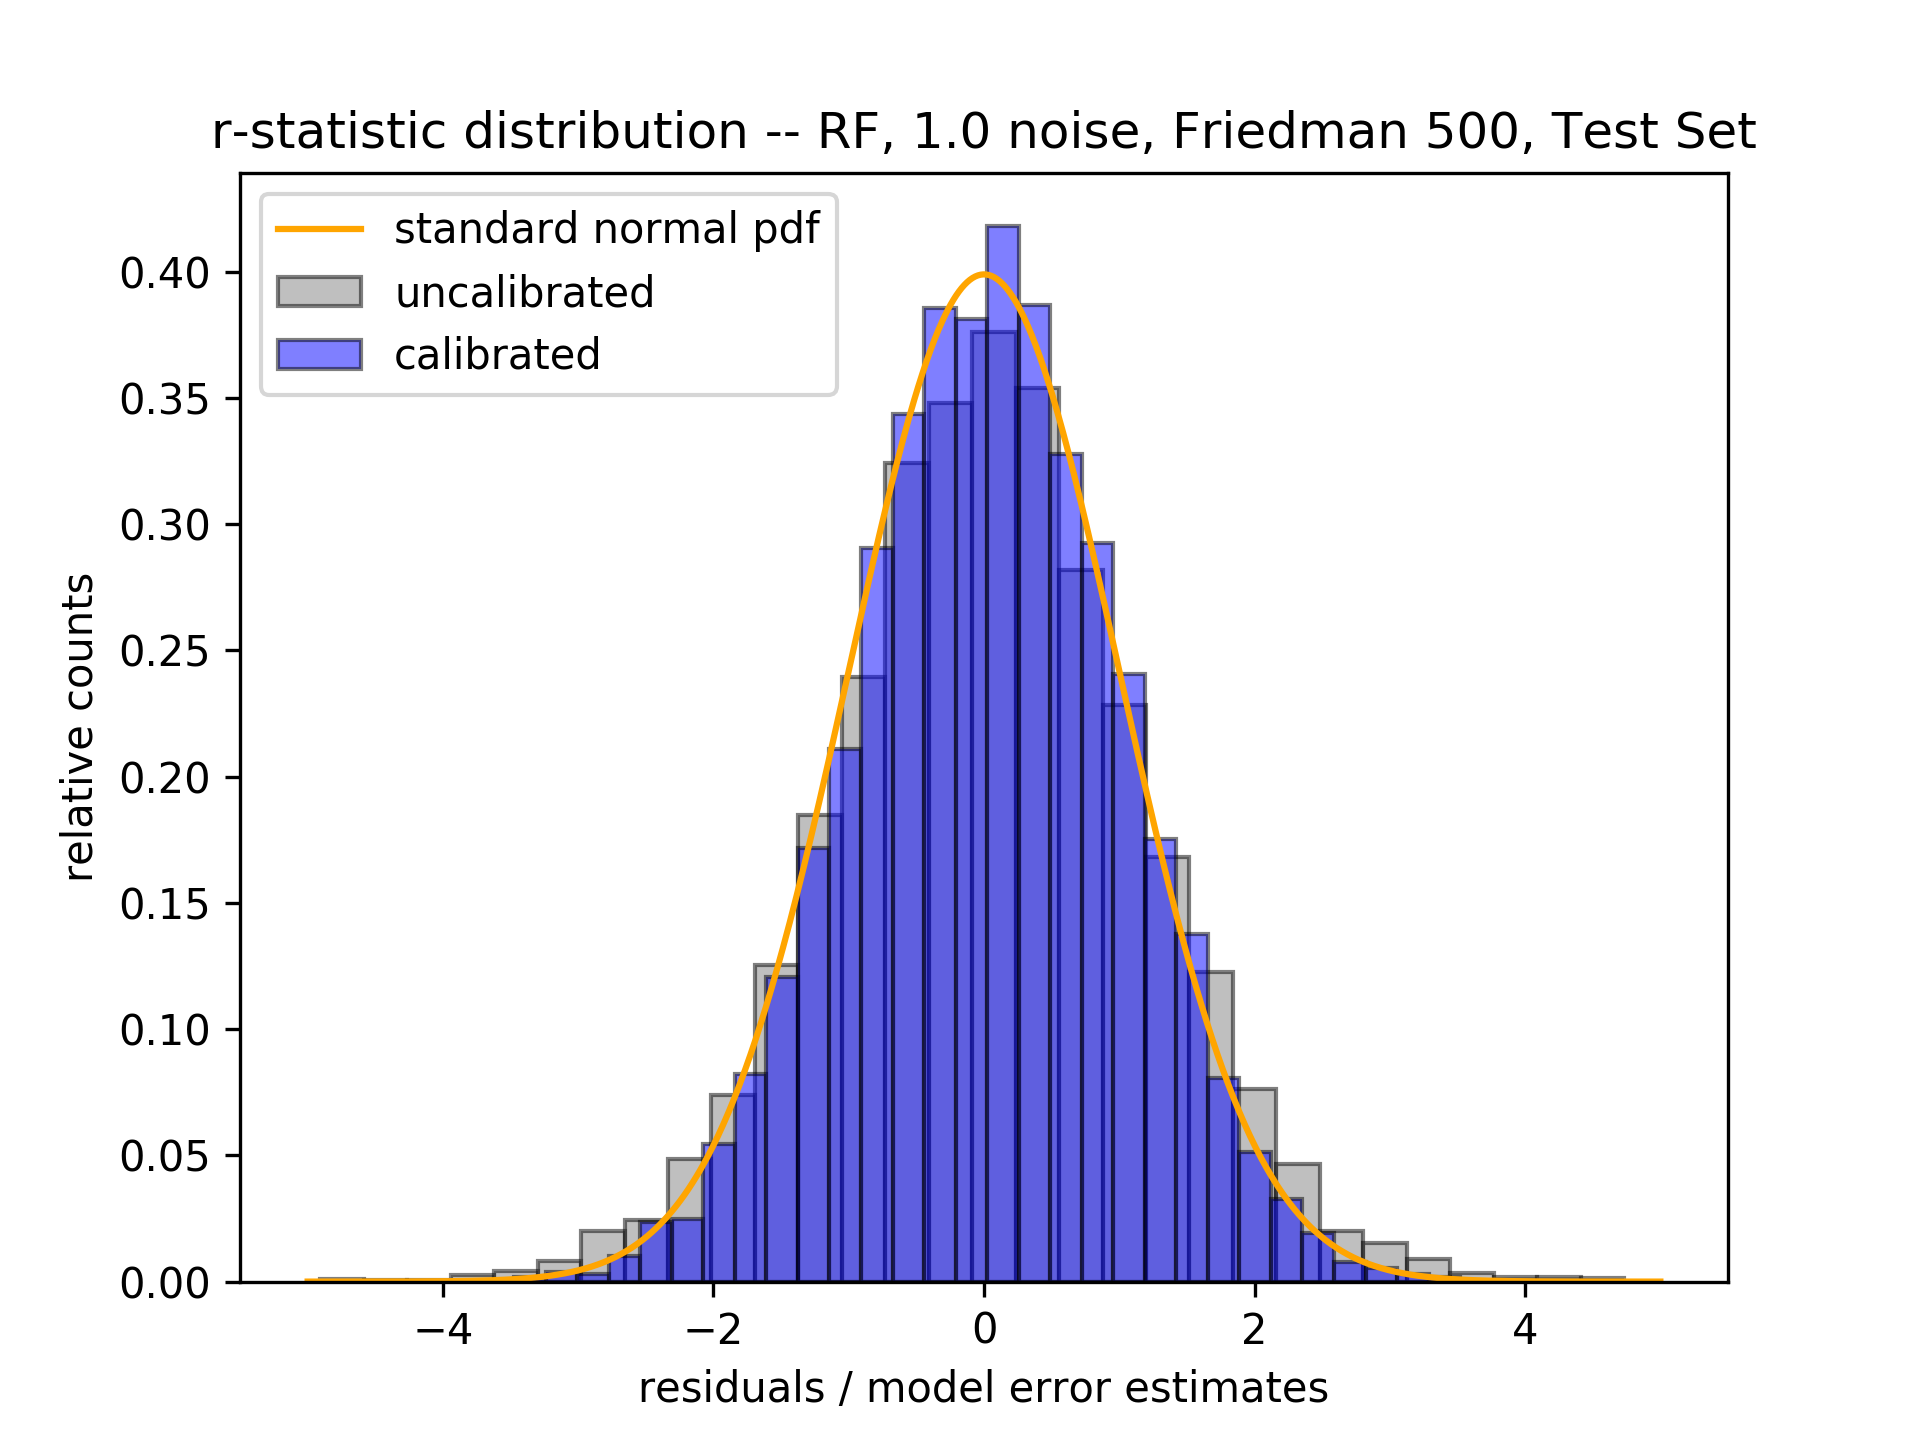 r-statistic distribution -- RF, 1.0 noise, Friedman 500, Test Set
standard normal pdf
uncalibrated
calibrated
0.40
0.35
0.30
0.25
0.20
0.15
0.10
0.05
0.00
relative counts
−4 −2 0 2 4
residuals / model error estimates